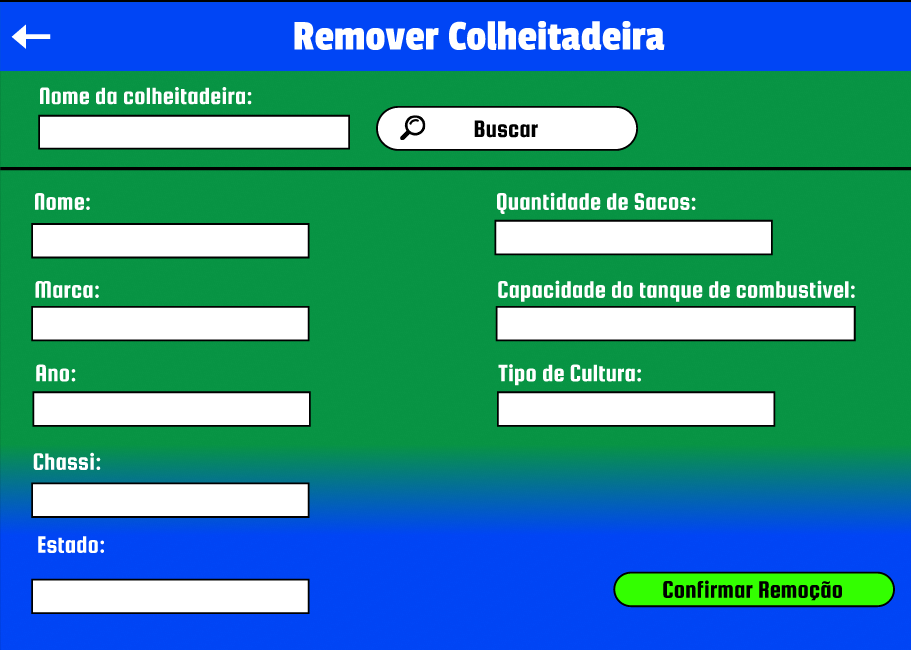 Remover Colheitadeira
Nome da colheitadeira:
Buscar
Nome:
Quantidade de Sacos:
Marca:
Capacidade do tanque de combustivel:
Ano:
Tipo de Cultura:
Chassi:
Estado:
Confirmar Remoção